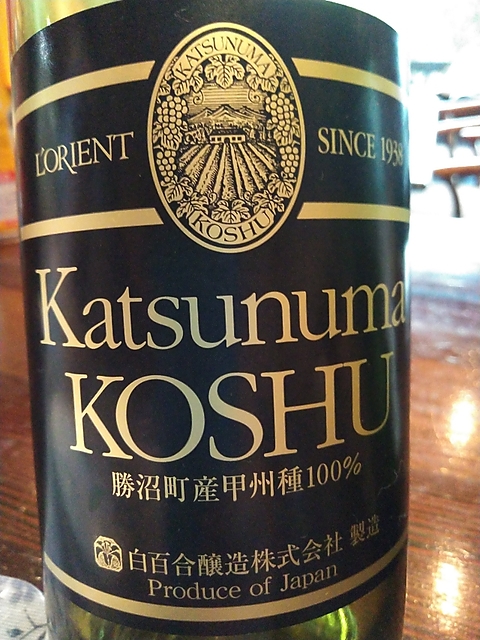 KATSUNUMA
KOSHU
L'ORIENT
SINCE 1938
Katsunuma
KOSHU
勝沼町産甲州種100%
白百合醸造株式会社 製造
Produce of Japan